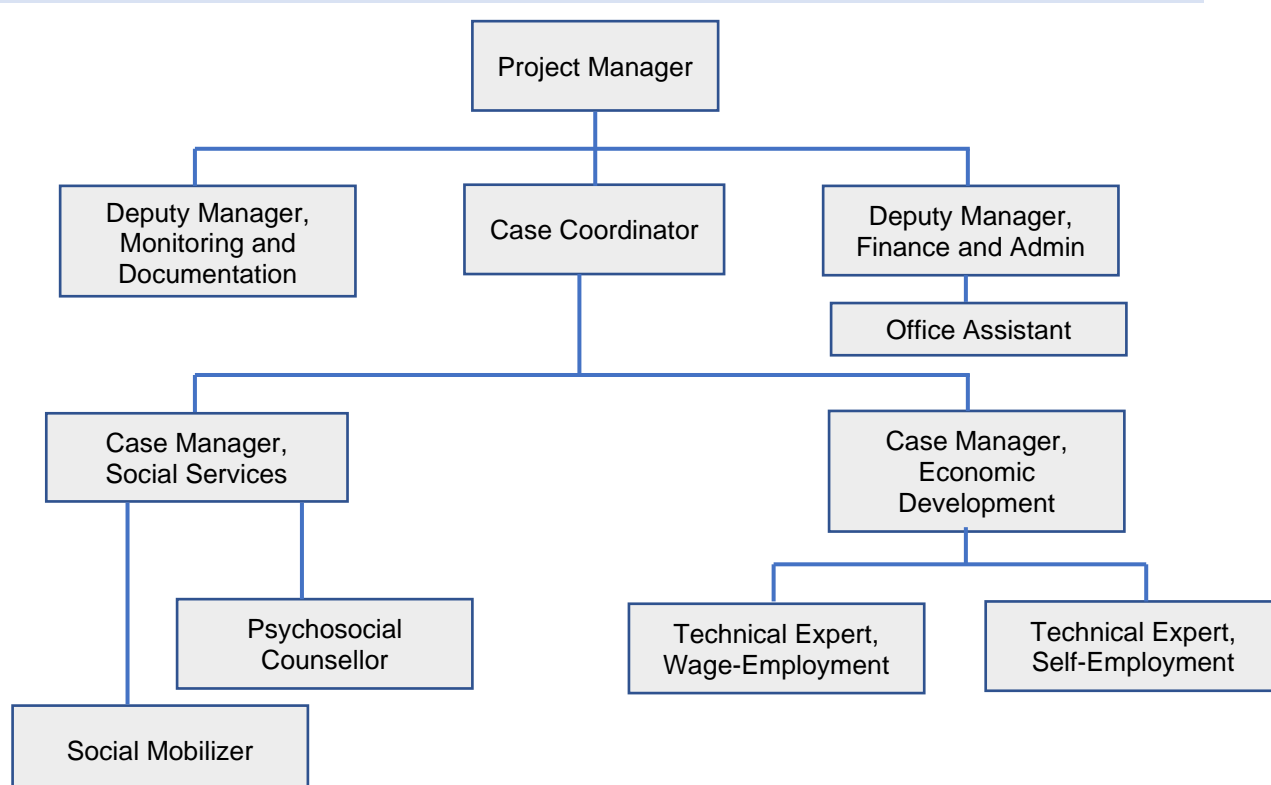 Project Manager
Deputy Manager,
Monitoring and
Documentation
Case Coordinator
Deputy Manager,
Finance and Admin
Office Assistant
Case Manager,
Social Services
Case Manager,
Economic
Development
Psychosocial
Counsellor
Technical Expert,
Wage-Employment
Technical Expert,
Self-Employment
Social Mobilizer